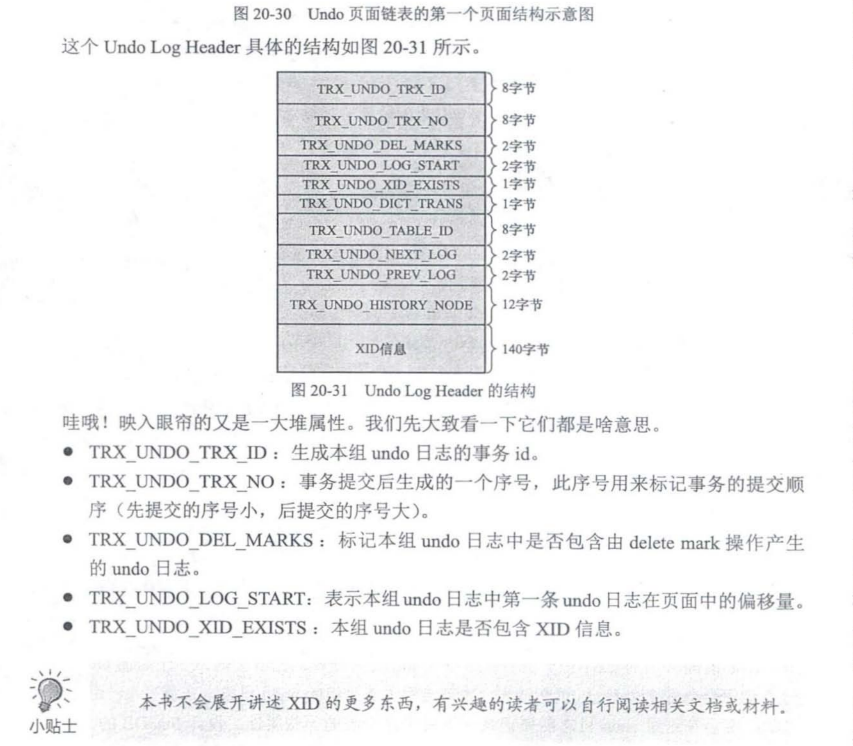 图 20-30 Undo 页面链表的第一个页面结构示意图
这个 Undo Log Header 具体的结构如图 20-31 所示。
TRX_UNDO_TRX_ID 8字节
TRX_UNDO_TRX_NO 8字节
TRX_UNDO_DEL_MARKS 2字节
TRX_UNDO_LOG_START 2字节
TRX_UNDO_XID_EXISTS 1字节
TRX_UNDO_DICT_TRANS 1字节
TRX_UNDO_TABLE_ID 8字节
TRX_UNDO_NEXT_LOG 2字节
TRX_UNDO_PREV_LOG 2字节
TRX_UNDO_HISTORY_NODE 12字节
XID信息 140字节
图 20-31 Undo Log Header 的结构
哇哦！映入眼帘的又是一大堆属性。我们先大致看一下它们都是啥意思。
● TRX_UNDO_TRX_ID：生成本组 undo 日志的事务 id。
● TRX_UNDO_TRX_NO：事务提交后生成的一个序号，此序号用来标记事务的提交顺
序（先提交的序号小，后提交的序号大）。
● TRX_UNDO_DEL_MARKS：标记本组 undo 日志中是否包含由 delete mark 操作产生
的 undo 日志。
● TRX_UNDO_LOG_START：表示本组 undo 日志中第一条 undo 日志在页面中的偏移量。
● TRX_UNDO_XID_EXISTS：本组 undo 日志是否包含 XID 信息。
本书不会展开讲述 XID 的更多东西，有兴趣的读者可以自行阅读相关文档或材料。
小贴士